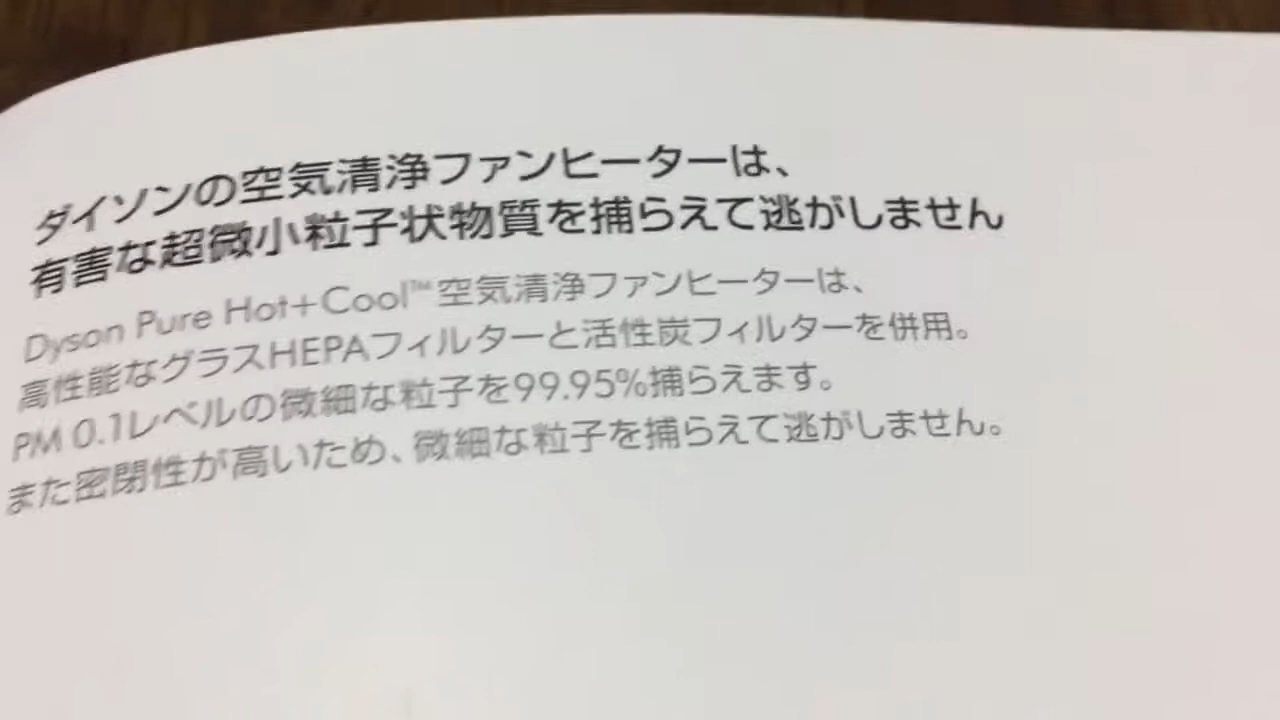 ダイソンの空気清浄ファンヒーターは、
有害な超微小粒子状物質を捕らえて逃がしません
Dyson Pure Hot+Cool™空気清浄ファンヒーターは、
高性能なグラスHEPAフィルターと活性炭フィルターを併用。
PM 0.1レベルの微細な粒子を99.95%捕らえます。
また密閉性が高いため、微細な粒子を捕らえて逃がしません。